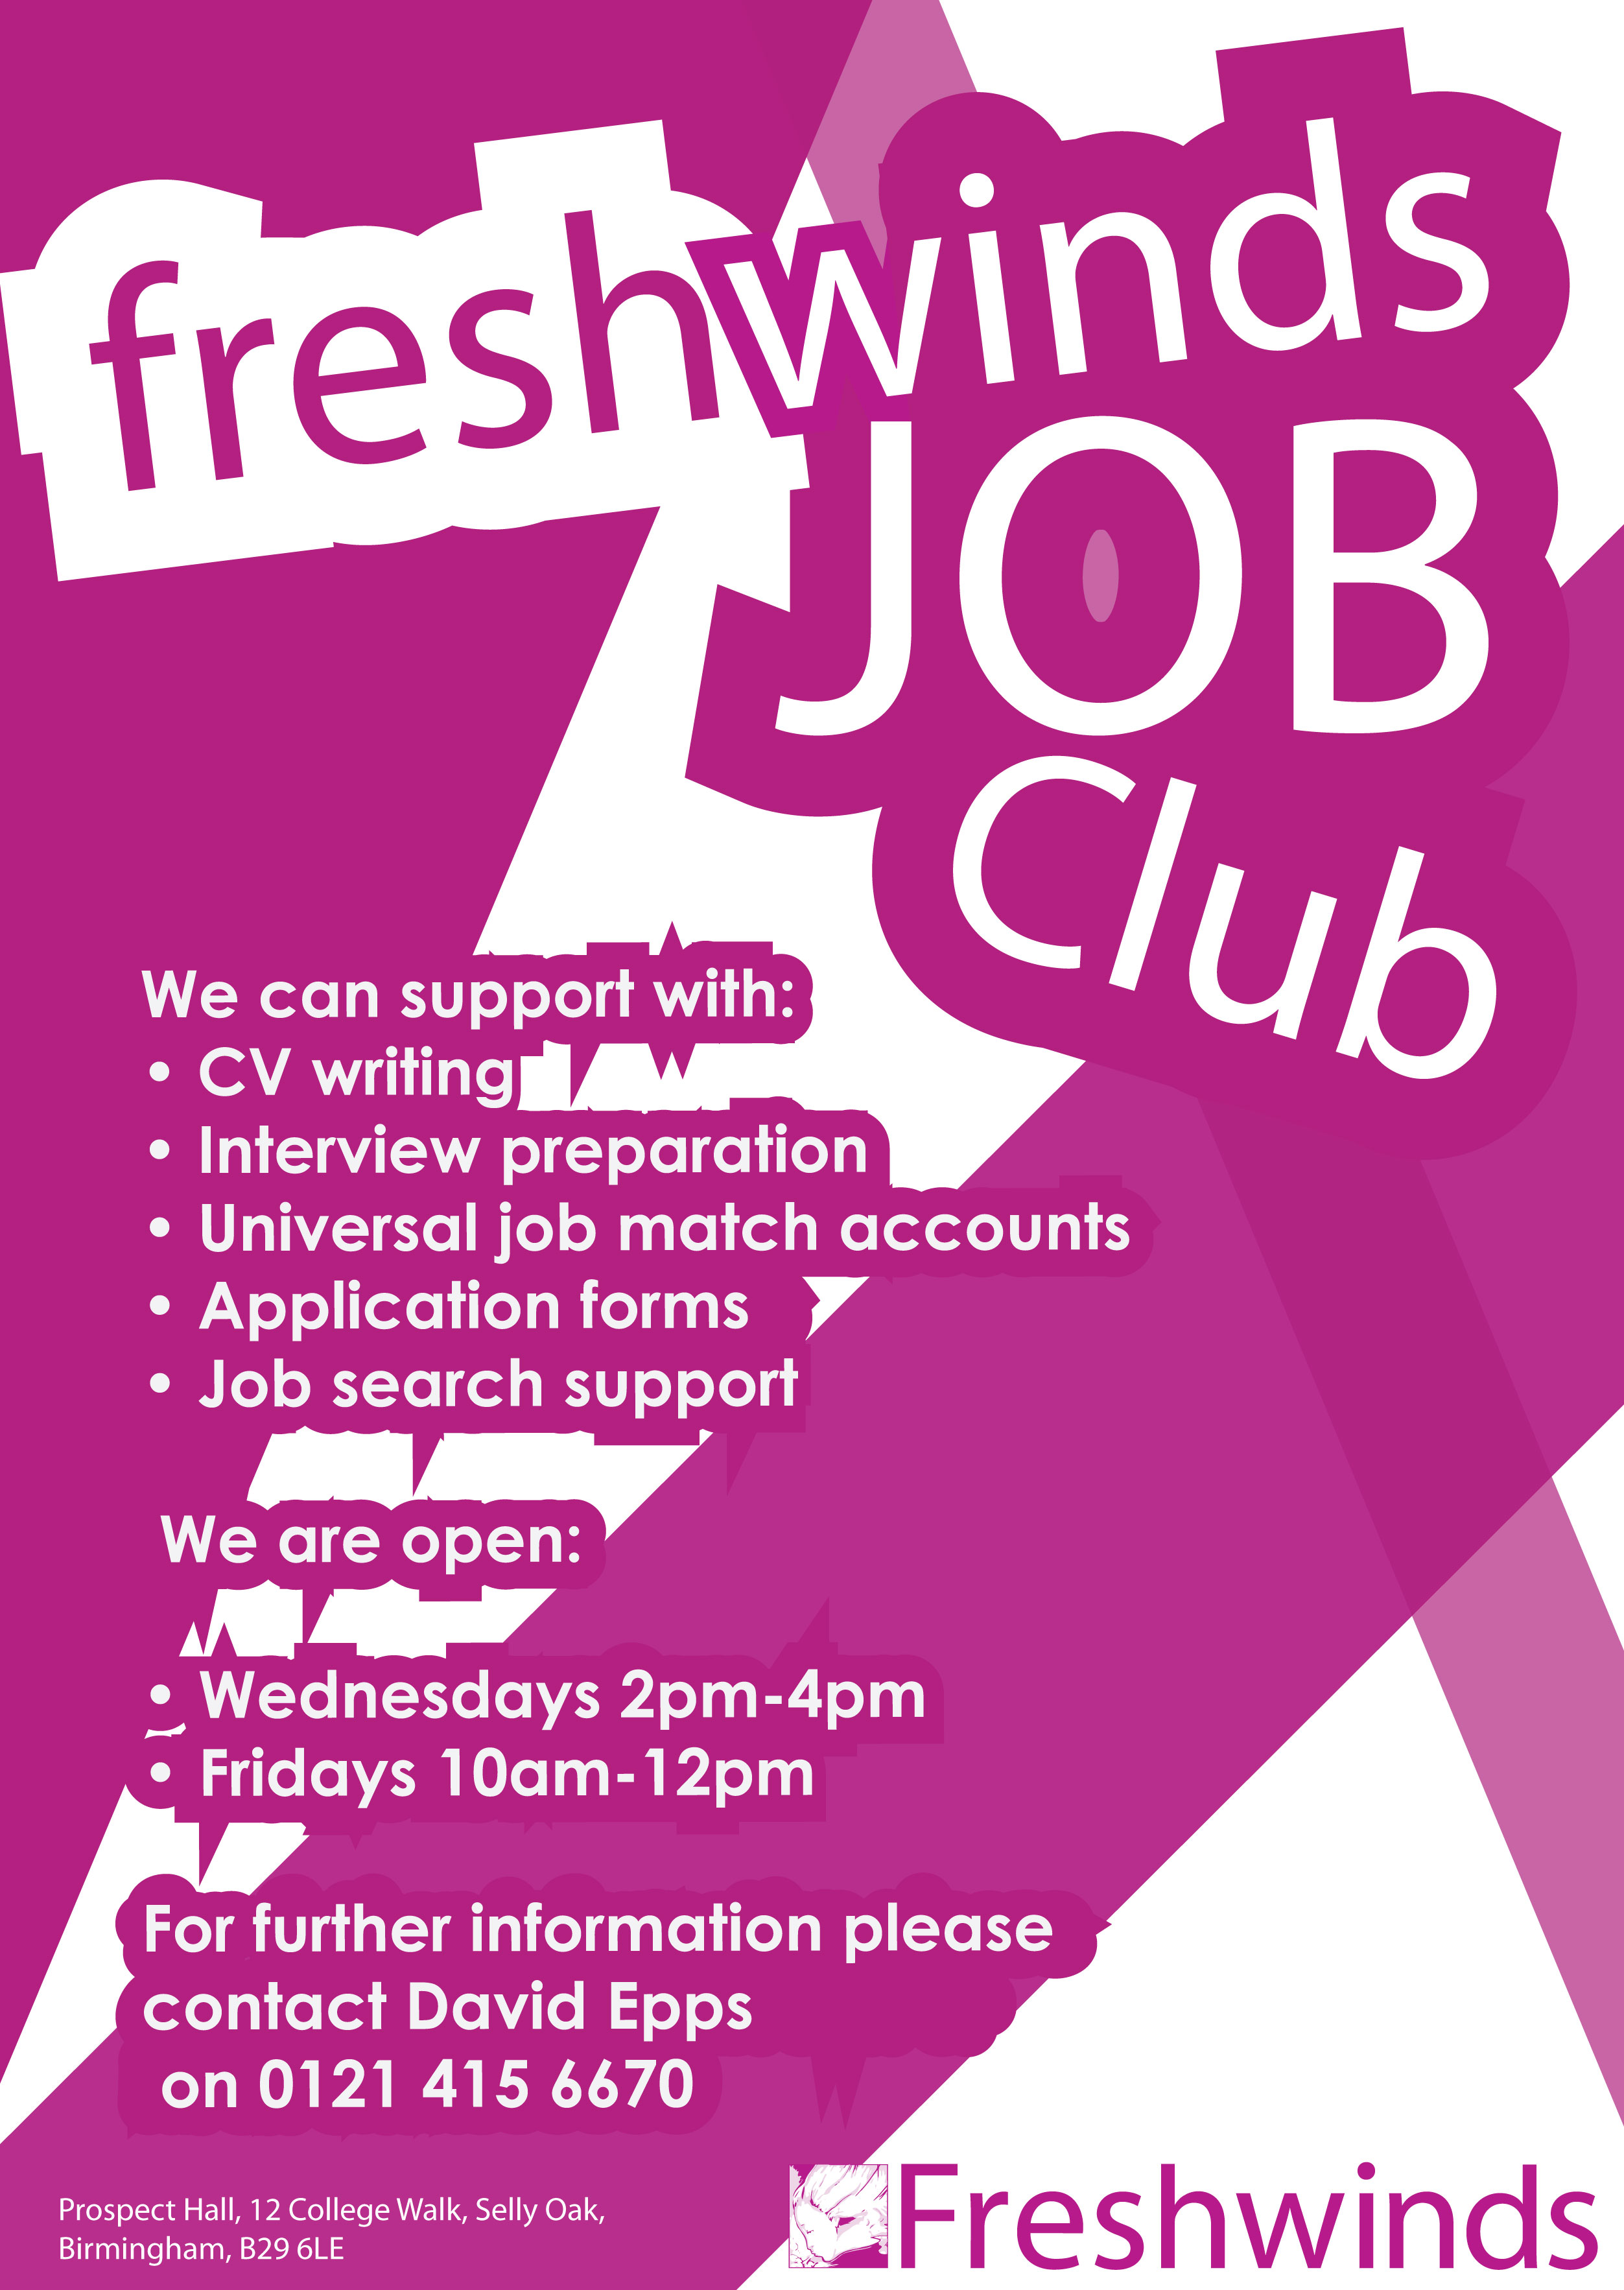 freshwinds
JOB
Club
We can support with:
• CV writing
• Interview preparation
• Universal job match accounts
• Application forms
• Job search support
We are open:
• Wednesdays 2pm-4pm
• Fridays 10am-12pm
For further information please
contact David Epps
on 0121 415 6670
Prospect Hall, 12 College Walk, Selly Oak,
Birmingham, B29 6LE
Freshwinds